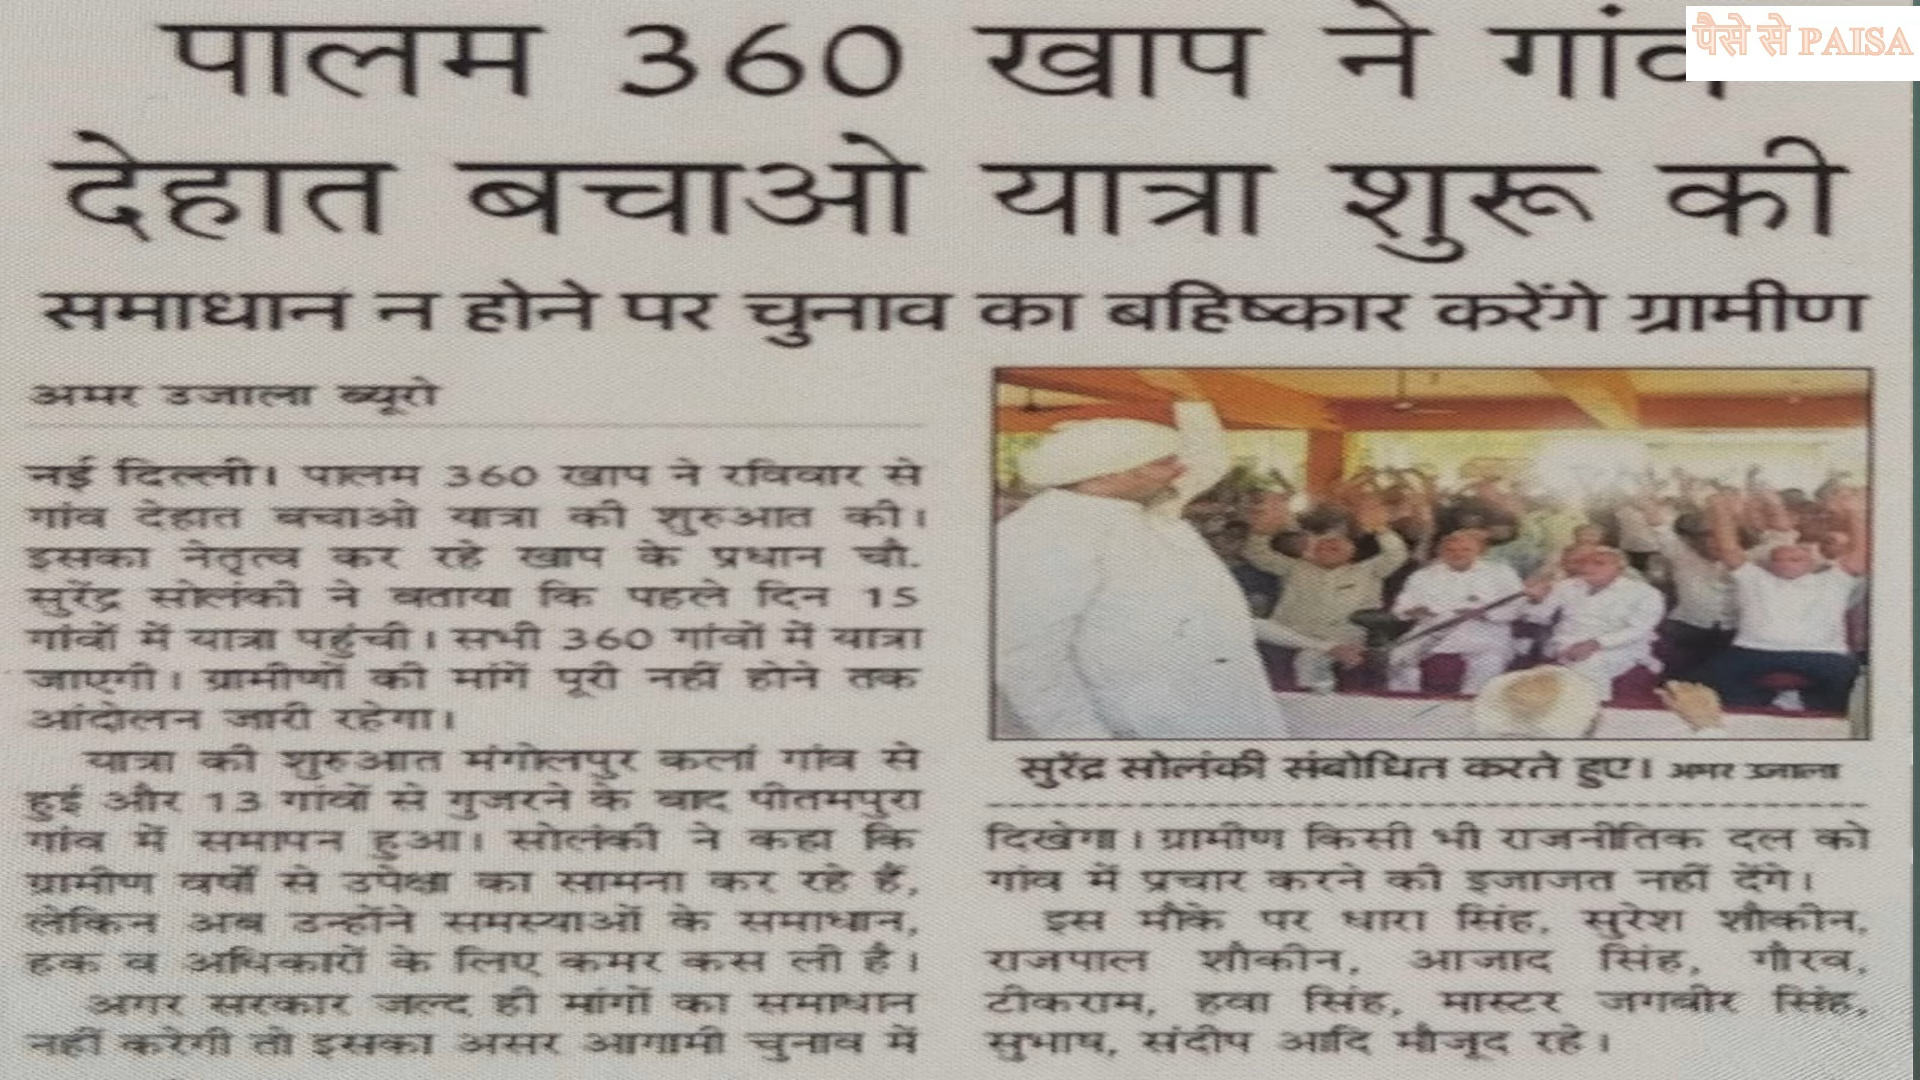 पालम 360 खाप ने गांव
पैसे से PAISA
देहात बचाओ यात्रा शुरू की
समाधान न होने पर चुनाव का बहिष्कार करेंगे ग्रामीण
अमर उजाला ब्यूरो
नई दिल्ली। पालम 360 खाप ने रविवार से
गांव देहात बचाओ यात्रा की शुरुआत की।
इसका नेतृत्व कर रहे खाप के प्रधान चौ.
सुरेंद्र सोलंकी ने बताया कि पहले दिन 15
गांवों में यात्रा पहुंची। सभी 360 गांवों में यात्रा
जाएगी। ग्रामीणों की मांगें पूरी नहीं होने तक
आंदोलन जारी रहेगा।
यात्रा की शुरुआत मंगोलपुर कलां गांव से
हुई और 13 गांवों से गुजरने के बाद पीतमपुरा
गांव में समापन हुआ। सोलंकी ने कहा कि
ग्रामीण वर्षों से उपेक्षा का सामना कर रहे हैं,
लेकिन अब उन्होंने समस्याओं के समाधान,
हक व अधिकारों के लिए कमर कस ली है।
अगर सरकार जल्द ही मांगों का समाधान
नहीं करेगी तो इसका असर आगामी चुनाव में
सुरेंद्र सोलंकी संबोधित करते हुए। अमर उजाला
दिखेगा। ग्रामीण किसी भी राजनीतिक दल को
गांव में प्रचार करने की इजाजत नहीं देंगे।
इस मौके पर धारा सिंह, सुरेश शौकीन,
राजपाल शौकीन, आजाद सिंह, गौरव,
टीकराम, हवा सिंह, मास्टर जगबीर सिंह,
सुभाष, संदीप आदि मौजूद रहे।